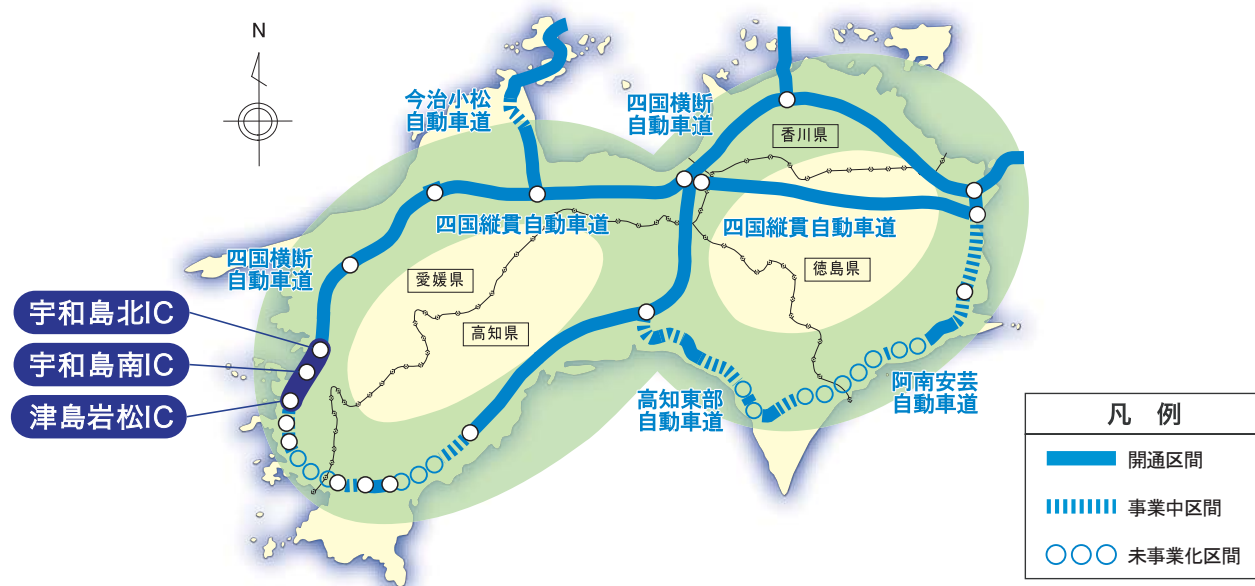 N
今治小松
自動車道
四国横断
自動車道
香川県
四国縦貫自動車道
四国縦貫自動車道
四国横断
自動車道
愛媛県
徳島県
高知県
宇和島北IC
宇和島南IC
津島岩松IC
高知東部
自動車道
阿南安芸
自動車道
凡 例
開通区間
事業中区間
未事業化区間